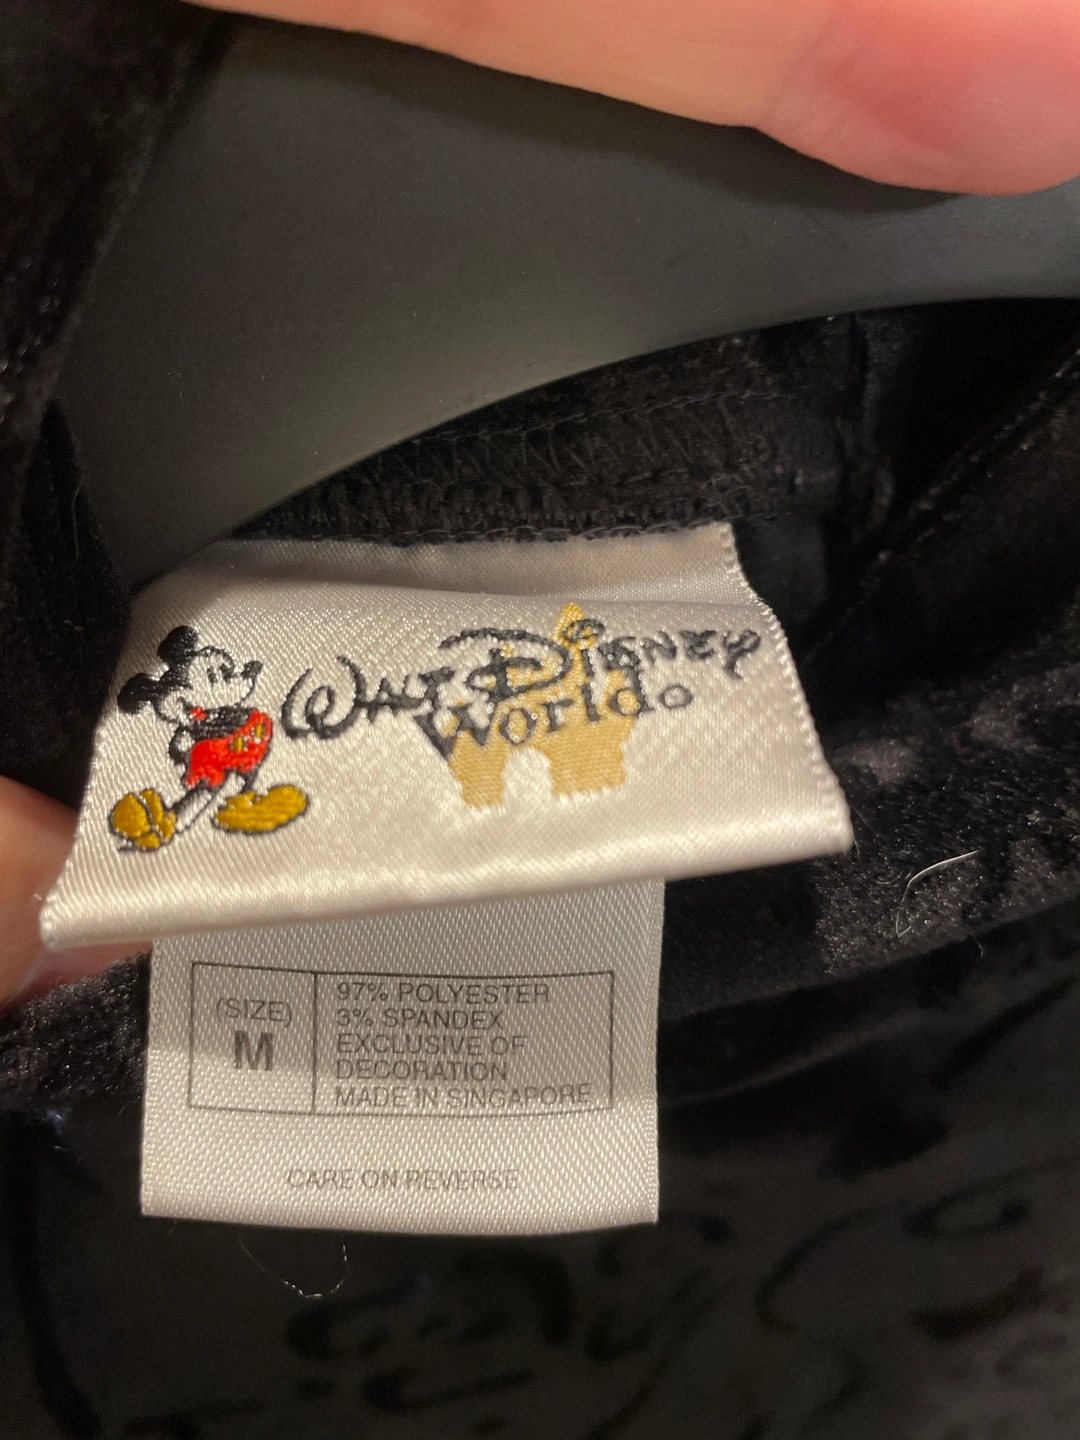 Walt Disney
World®
(SIZE)
M
97% POLYESTER
3% SPANDEX
EXCLUSIVE OF
DECORATION
MADE IN SINGAPORE
CARE ON REVERSE